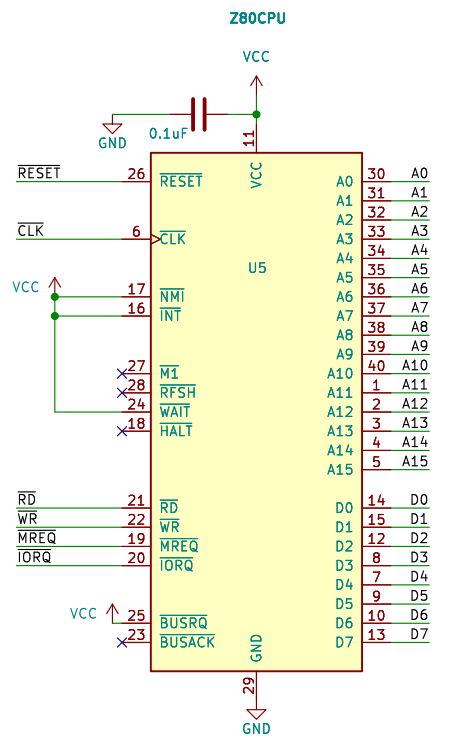 Z80CPU
VCC
0.1uF
GND
11
VCC
RESET 26 RESET 30 A0 A0
31 A1 A1
32 A2 A2
CLK 6 CLK 33 A3 A3
34 A4 A4
U5 35 A5 A5
VCC 17 NMI 36 A6 A6
16 INT 37 A7 A7
38 A8 A8
39 A9 A9
27 M1 40 A10 A10
28 RFSH 1 A11 A11
24 WAIT 2 A12 A12
18 HALT 3 A13 A13
4 A14 A14
5 A15 A15
RD 21 RD 14 D0 D0
WR 22 WR 15 D1 D1
MREQ 19 MREQ 12 D2 D2
IORQ 20 IORQ 8 D3 D3
7 D4 D4
9 D5 D5
VCC 25 BUSRQ 10 D6 D6
23 BUSACK 13 D7 D7
GND
29
GND